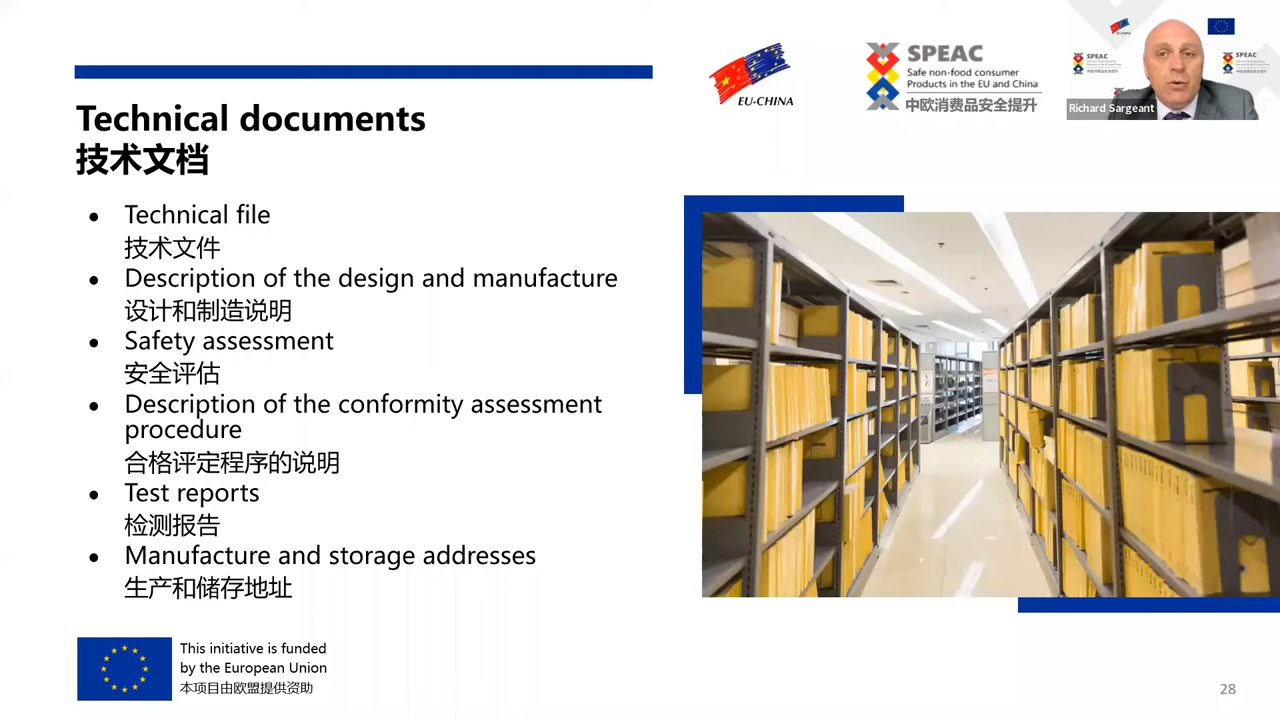 Technical documents
技术文档
• Technical file
技术文件
• Description of the design and manufacture
设计和制造说明
• Safety assessment
安全评估
• Description of the conformity assessment
procedure
合格评定程序的说明
• Test reports
检测报告
• Manufacture and storage addresses
生产和储存地址
This initiative is funded
by the European Union
本项目由欧盟提供资助
EU-CHINA
SPEAC
Safe non-food consumer
Products in the EU and China
中欧消费品安全提升
SPEAC
SPEAC
Richard Sargeant
28